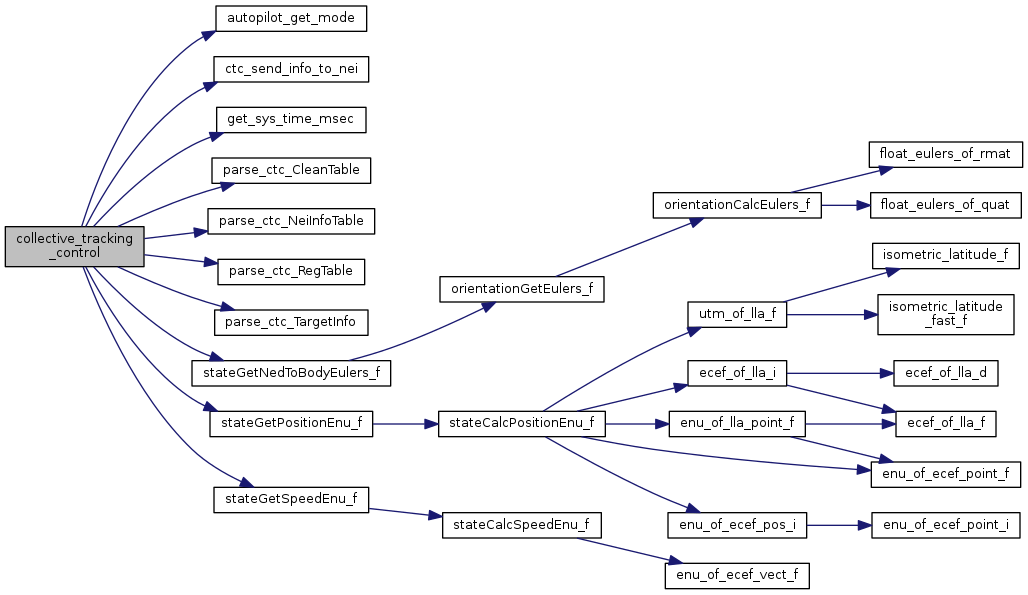 autopilot_get_mode
ctc_send_info_to_nei
get_sys_time_msec
parse_ctc_CleanTable
parse_ctc_NeiInfoTable
parse_ctc_RegTable
parse_ctc_TargetInfo
collective_tracking
_control
stateGetNedToBodyEulers_f
stateGetPositionEnu_f
stateGetSpeedEnu_f
orientationGetEulers_f
stateCalcPositionEnu_f
stateCalcSpeedEnu_f
orientationCalcEulers_f
utm_of_lla_f
ecef_of_lla_i
enu_of_lla_point_f
enu_of_ecef_pos_i
enu_of_ecef_vect_f
float_eulers_of_rmat
float_eulers_of_quat
isometric_latitude_f
isometric_latitude
_fast_f
ecef_of_lla_d
ecef_of_lla_f
enu_of_ecef_point_f
enu_of_ecef_point_i